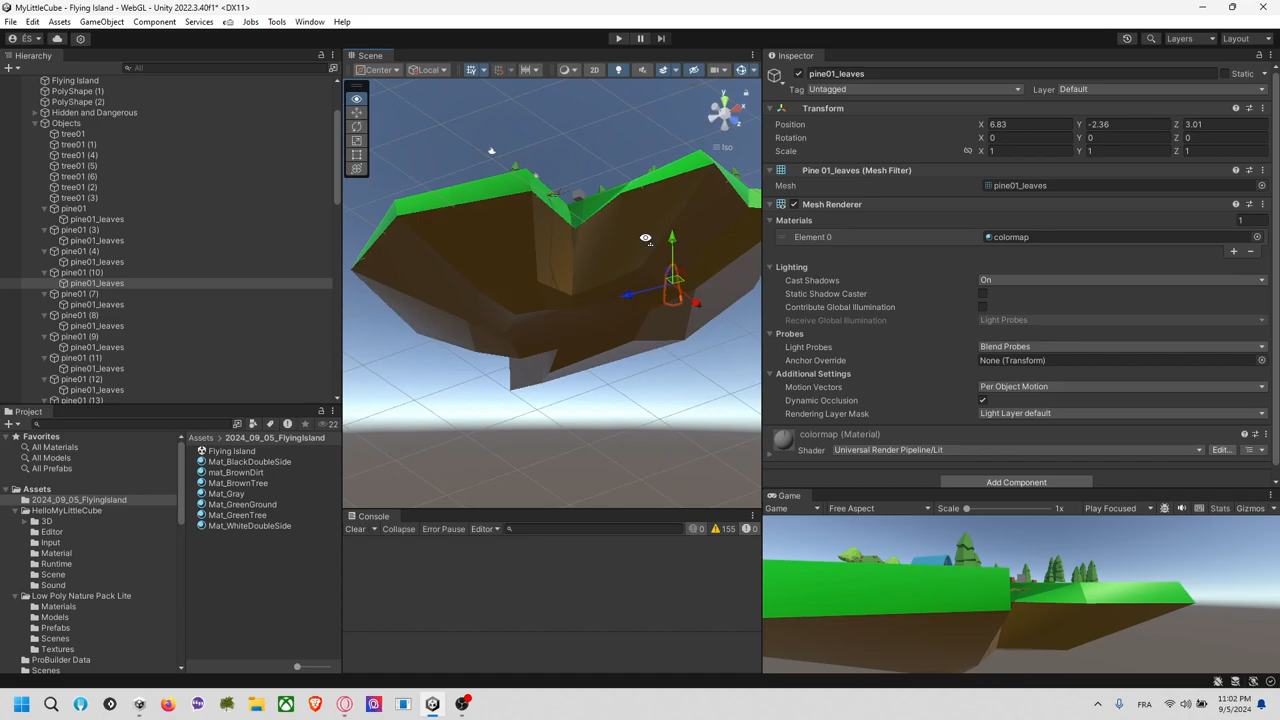 MyLittleCube - Flying Island - WebGL - Unity 2022.3.40f1* <DX11>
File Edit Assets GameObject Component Services Jobs Tools Window Help
ÉS Layers Layout
Hierarchy
All
Flying Island
PolyShape (1)
PolyShape (2)
Hidden and Dangerous
Objects
tree01
tree01 (1)
tree01 (4)
tree01 (5)
tree01 (6)
tree01 (2)
tree01 (3)
pine01
pine01_leaves
pine01 (3)
pine01_leaves
pine01 (4)
pine01_leaves
pine01 (10)
pine01_leaves
pine01 (7)
pine01_leaves
pine01 (8)
pine01_leaves
pine01 (9)
pine01_leaves
pine01 (11)
pine01_leaves
pine01 (12)
pine01_leaves
pine01 (13)
Scene
Center Local 2D
y
x
z
Iso
Inspector
pine01_leaves Static
Tag Untagged Layer Default
Transform
Position X 6.83 Y -2.36 Z 3.01
Rotation X 0 Y 0 Z 0
Scale X 1 Y 1 Z 1
Pine 01_leaves (Mesh Filter)
Mesh pine01_leaves
Mesh Renderer
Materials 1
Element 0 colormap
Lighting
Cast Shadows On
Static Shadow Caster
Contribute Global Illumination
Receive Global Illumination Light Probes
Probes
Light Probes Blend Probes
Anchor Override None (Transform)
Additional Settings
Motion Vectors Per Object Motion
Dynamic Occlusion
Rendering Layer Mask Light Layer default
colormap (Material)
Shader Universal Render Pipeline/Lit Edit...
Add Component
Project
22
Favorites
All Materials
All Models
All Prefabs
Assets
2024_09_05_FlyingIsland
HelloMyLittleCube
3D
Editor
Input
Material
Runtime
Scene
Sound
Low Poly Nature Pack Lite
Materials
Models
Prefabs
Scenes
Textures
ProBuilder Data
Scenes
Assets 2024_09_05_FlyingIsland
Flying Island
Mat_BlackDoubleSide
mat_BrownDirt
Mat_BrownTree
Mat_Gray
Mat_GreenGround
Mat_GreenTree
Mat_WhiteDoubleSide
Console
Clear Collapse Error Pause Editor 0 155 0
Game
Game Free Aspect Scale 1x Play Focused Stats Gizmos
FRA
11:02 PM
9/5/2024